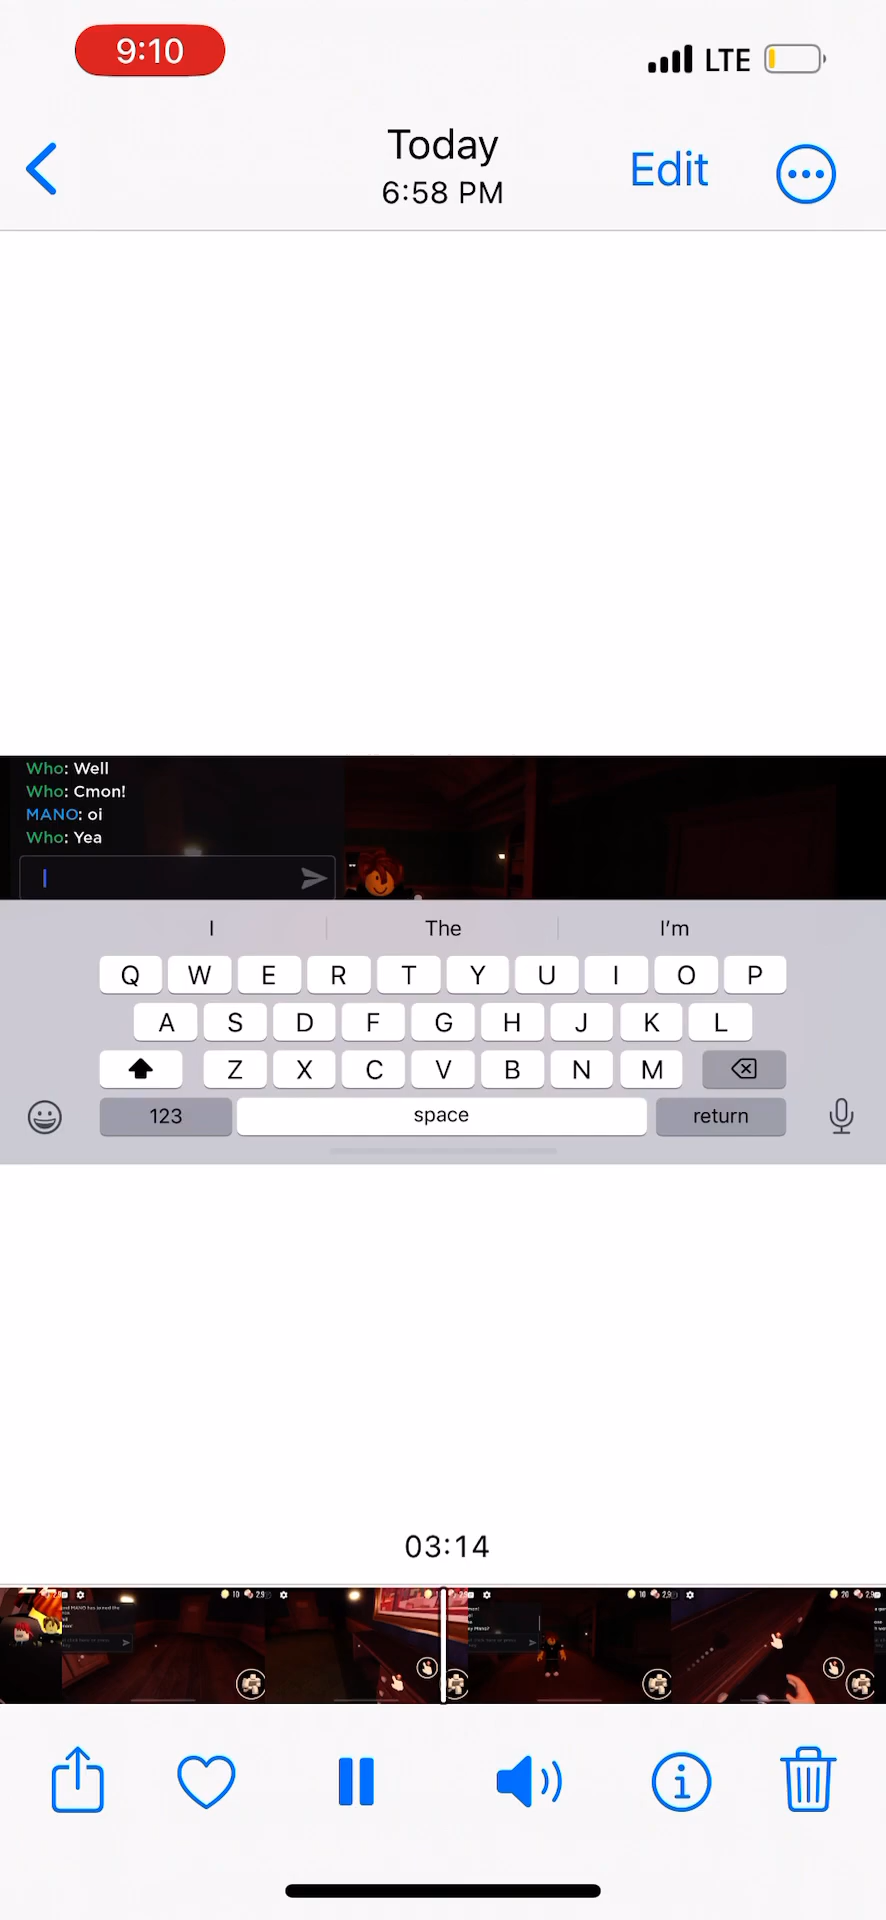 9:10
LTE
Today
6:58 PM
Edit
Who: Well
Who: Cmon!
MANO: oi
Who: Yea
I
The
I'm
Q W E R T Y U I O P
A S D F G H J K L
Z X C V B N M
123
space
return
03:14